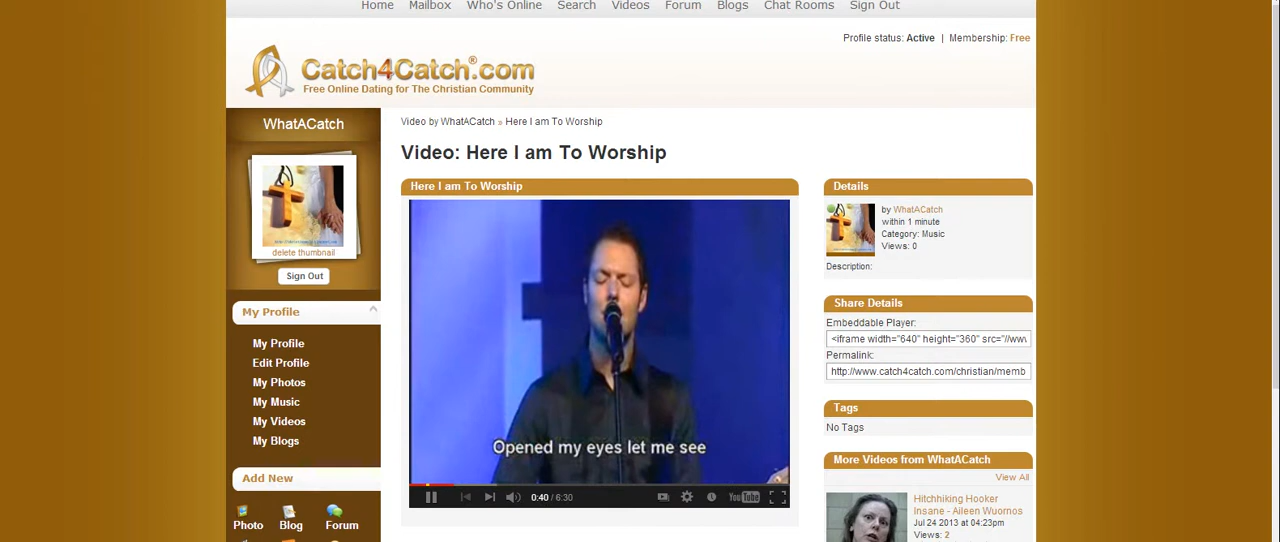 Home Mailbox Who's Online Search Videos Forum Blogs Chat Rooms Sign Out
Profile status: Active | Membership: Free
Catch4Catch®.com
Free Online Dating for The Christian Community
WhatACatch
delete thumbnail
Sign Out
My Profile
My Profile
Edit Profile
My Photos
My Music
My Videos
My Blogs
Add New
Photo Blog Forum
Video by WhatACatch » Here I am To Worship
Video: Here I am To Worship
Here I am To Worship
Opened my eyes let me see
0:40 / 6:30
YouTube
Details
by WhatACatch
within 1 minute
Category: Music
Views: 0
Description:
Share Details
Embeddable Player:
<iframe width="640" height="360" src="//www
Permalink:
http://www.catch4catch.com/christian/memb
Tags
No Tags
More Videos from WhatACatch
View All
Hitchhiking Hooker
Insane - Aileen Wuornos
Jul 24 2013 at 04:23pm
Views: 2